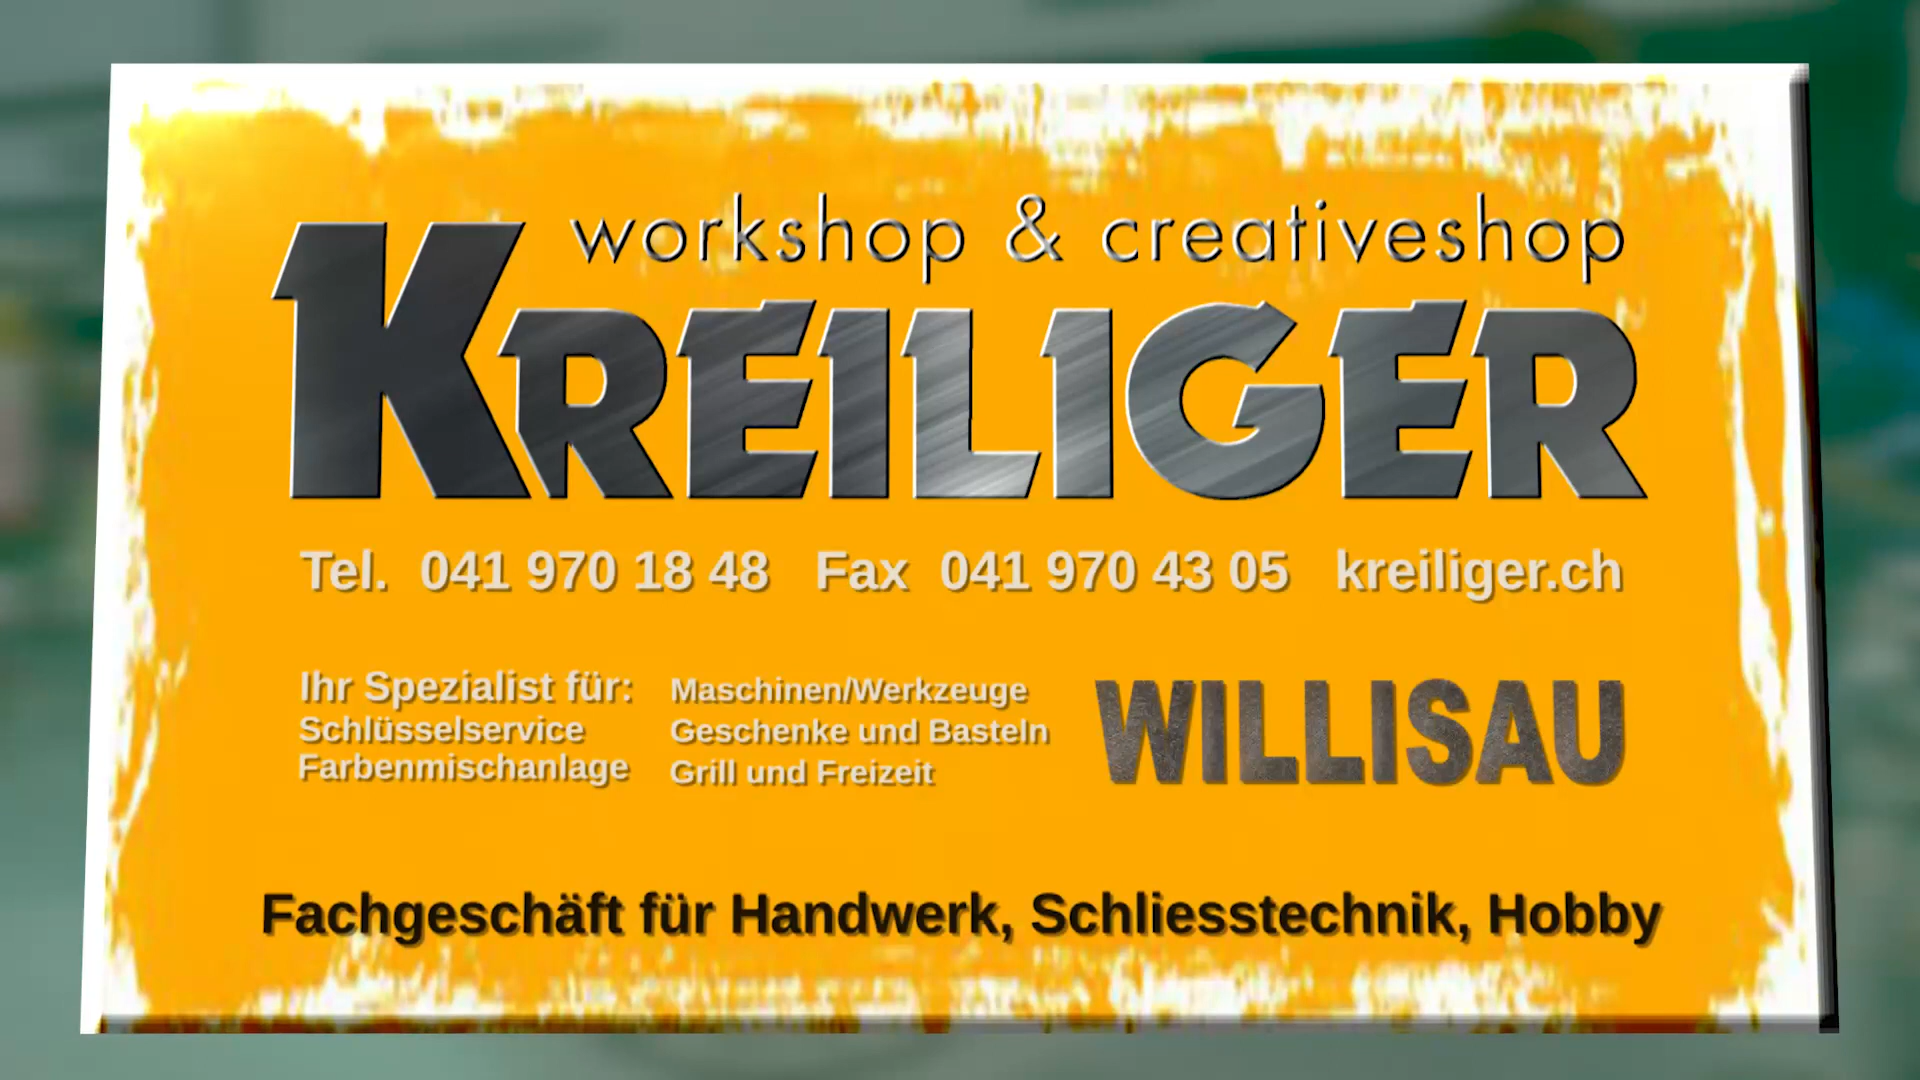 workshop & creativeshop
KREILIGER
Tel. 041 970 18 48 Fax 041 970 43 05 kreiliger.ch
Ihr Spezialist für:
Schlüsselservice
Farbenmischanlage
Maschinen/Werkzeuge
Geschenke und Basteln
Grill und Freizeit
WILLISAU
Fachgeschäft für Handwerk, Schliesstechnik, Hobby